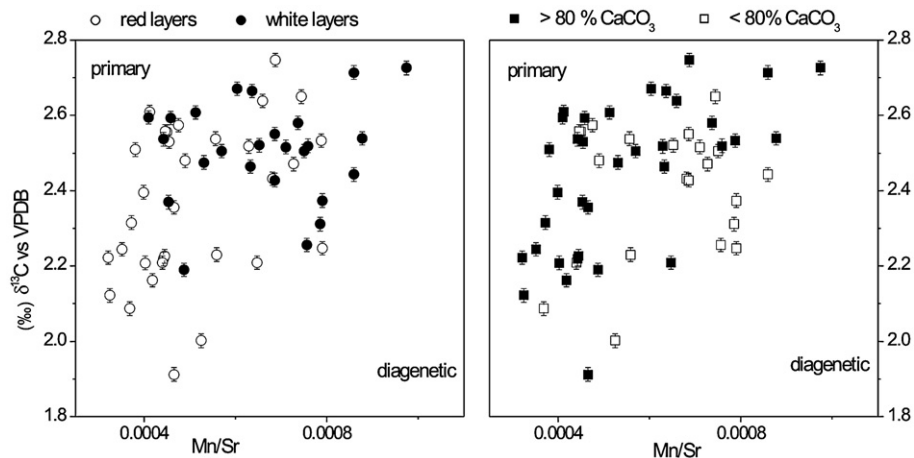 red layers white layers
> 80 % CaCO₃ < 80% CaCO₃
2.8
2.6
2.4
2.2
2.0
1.8
(‰) δ¹³C vs VPDB
primary
diagenetic
0.0004 0.0008
Mn/Sr
primary
diagenetic
0.0004 0.0008
Mn/Sr
2.8
2.6
2.4
2.2
2.0
1.8